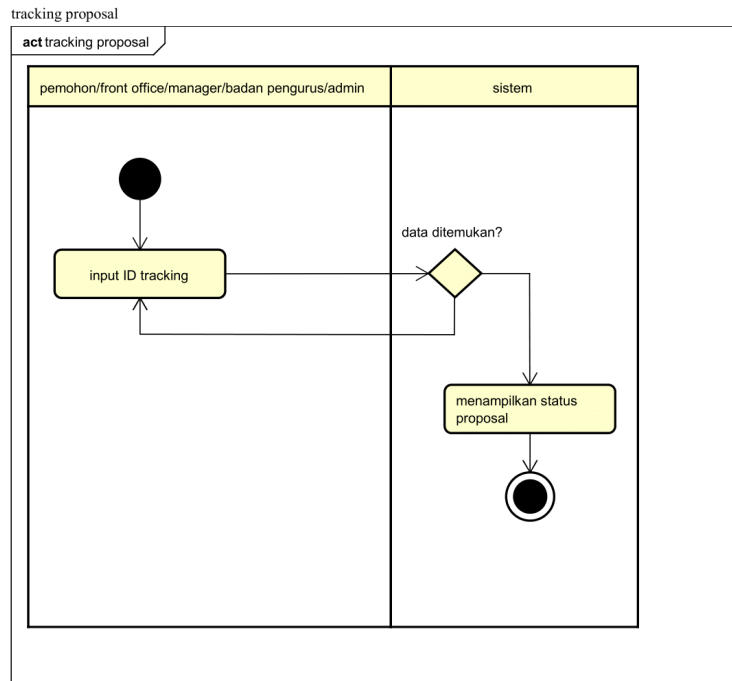 tracking proposal
act tracking proposal
pemohon/front office/manager/badan pengurus/admin
sistem
data ditemukan?
input ID tracking
menampilkan status
proposal